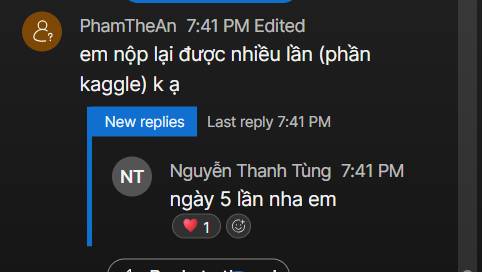 PhamTheAn 7:41 PM Edited
em nộp lại được nhiều lần (phần
kaggle) k ạ
New replies Last reply 7:41 PM
NT Nguyễn Thanh Tùng 7:41 PM
ngày 5 lần nha em
1